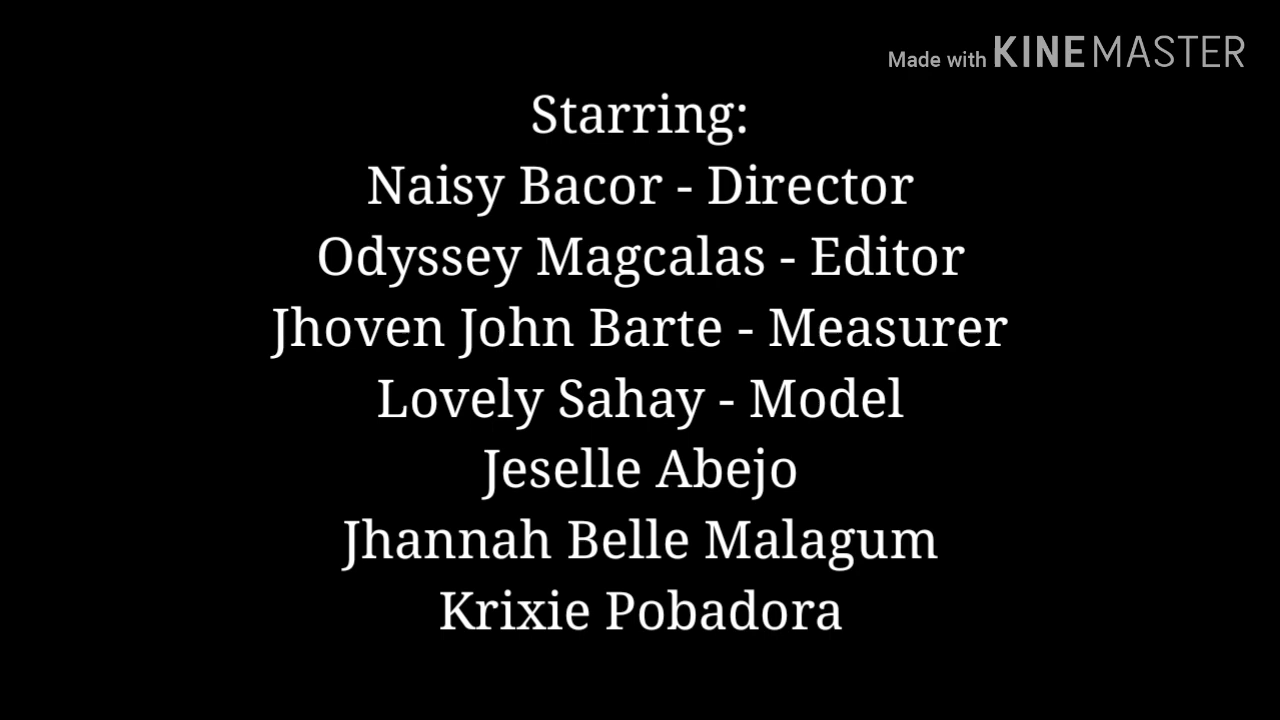 Made with KINEMASTER
Starring:
Naisy Bacor - Director
Odyssey Magcalas - Editor
Jhoven John Barte - Measurer
Lovely Sahay - Model
Jeselle Abejo
Jhannah Belle Malagum
Krixie Pobadora